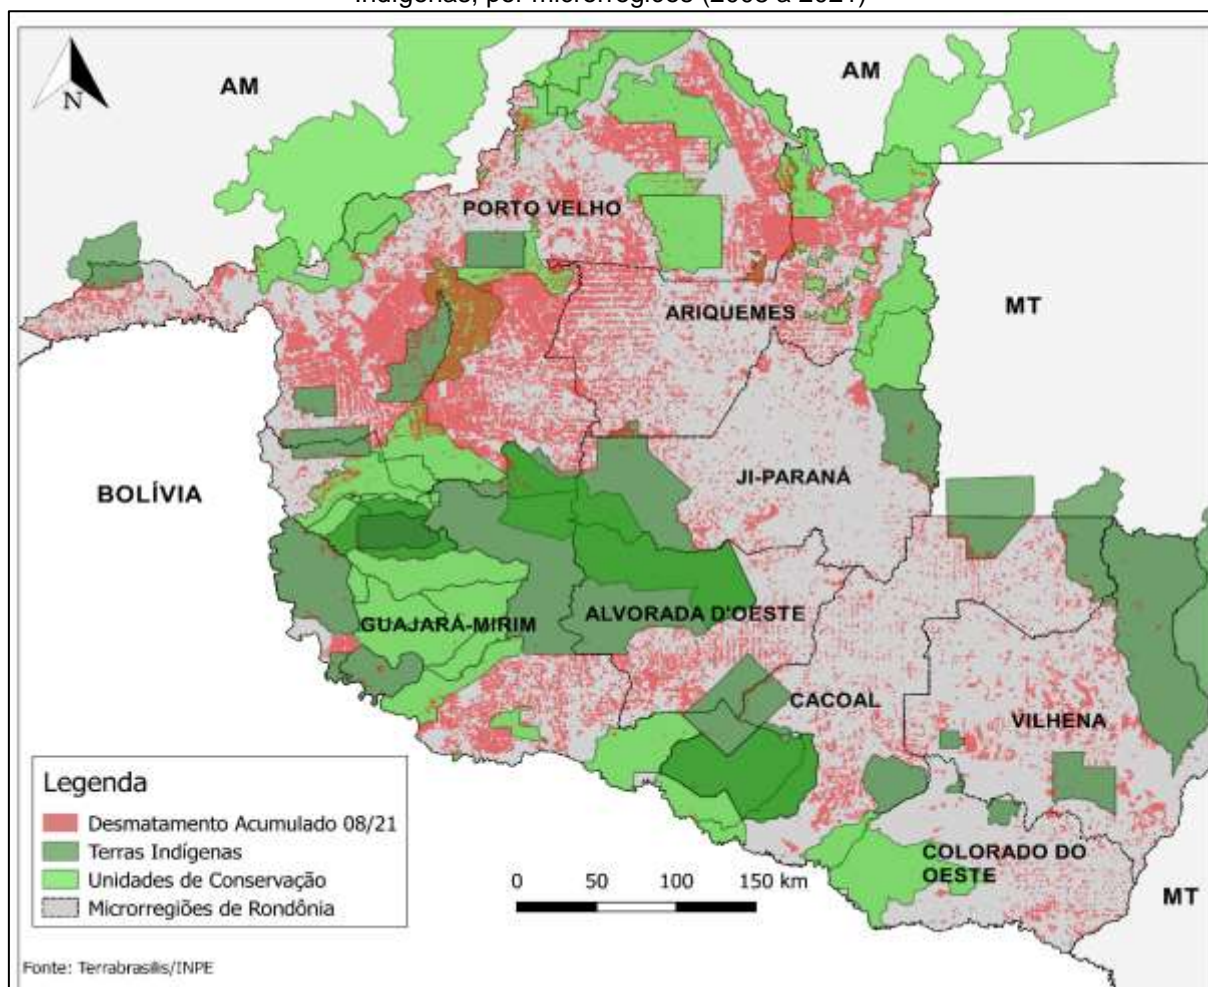 Indígenas, por microrregiões (2008 a 2021)
N
AM
AM
PORTO VELHO
ARIQUEMES
MT
BOLÍVIA
JI-PARANÁ
GUAJARÁ-MIRIM
ALVORADA D'OESTE
CACOAL
VILHENA
COLORADO DO
OESTE
MT
Legenda
Desmatamento Acumulado 08/21
Terras Indígenas
Unidades de Conservação
Microrregiões de Rondônia
0 50 100 150 km
Fonte: Terrabrasilis/INPE